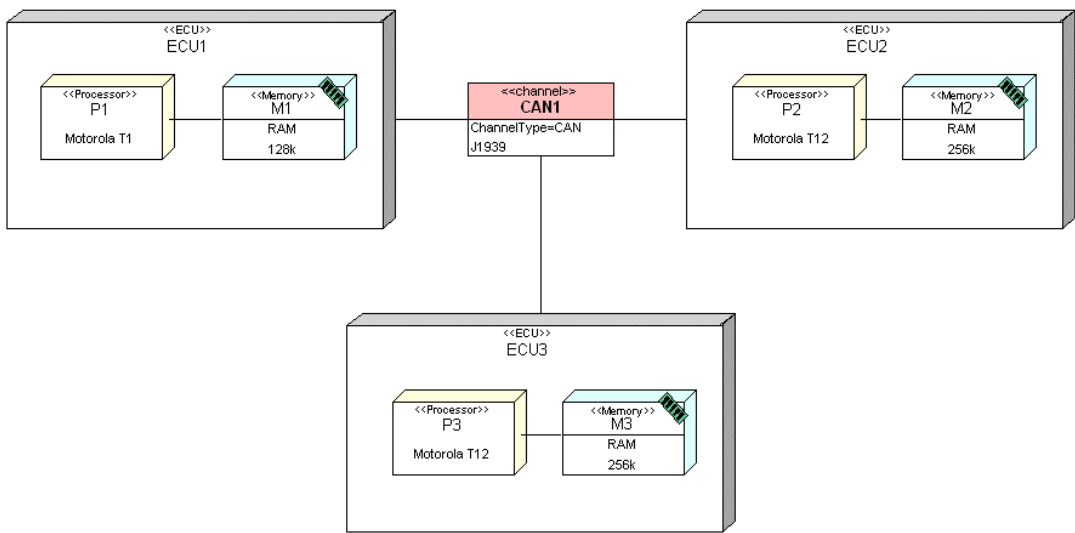 <<ECU>>
ECU1
<<Processor>>
P1
Motorola T1
<<Memory>>
M1
RAM
128k
<<channel>>
CAN1
ChannelType=CAN
J1939
<<ECU>>
ECU2
<<Processor>>
P2
Motorola T12
<<Memory>>
M2
RAM
256k
<<ECU>>
ECU3
<<Processor>>
P3
Motorola T12
<<Memory>>
M3
RAM
256k